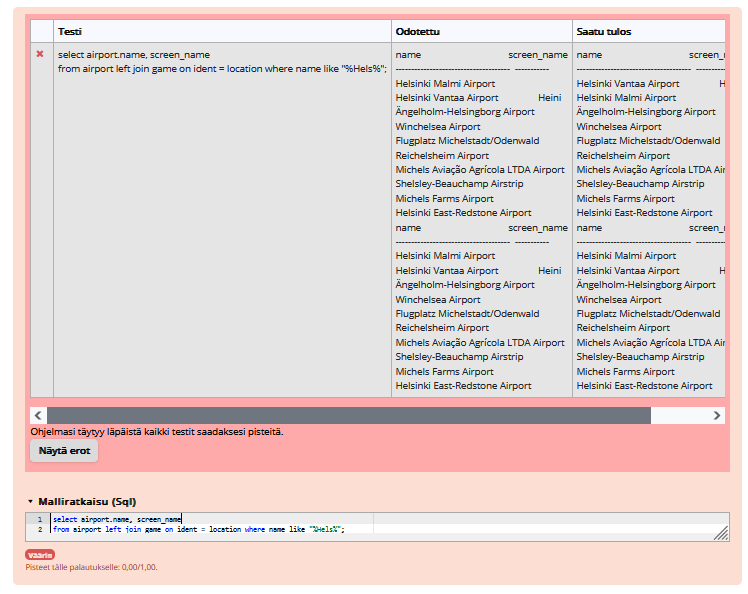 Testi Odotettu Saatu tulos
select airport.name, screen_name name screen_name name screen_
from airport left join game on ident = location where name like "%Hels%"; ------------------------------------- ----------- ------------------------------------- ----------
Helsinki Malmi Airport Helsinki Vantaa Airport H
Helsinki Vantaa Airport Heini Helsinki Malmi Airport
Ängelholm-Helsingborg Airport Ängelholm-Helsingborg Airport
Winchelsea Airport Winchelsea Airport
Flugplatz Michelstadt/Odenwald Flugplatz Michelstadt/Odenwald
Reichelsheim Airport Reichelsheim Airport
Michels Aviação Agrícola LTDA Airport Michels Aviação Agrícola LTDA Air
Shelsley-Beauchamp Airstrip Shelsley-Beauchamp Airstrip
Michels Farms Airport Michels Farms Airport
Helsinki East-Redstone Airport Helsinki East-Redstone Airport
name screen_name name screen_
------------------------------------- ----------- ------------------------------------- ----------
Helsinki Malmi Airport Helsinki Vantaa Airport H
Helsinki Vantaa Airport Heini Helsinki Malmi Airport
Ängelholm-Helsingborg Airport Ängelholm-Helsingborg Airport
Winchelsea Airport Winchelsea Airport
Flugplatz Michelstadt/Odenwald Flugplatz Michelstadt/Odenwald
Reichelsheim Airport Reichelsheim Airport
Michels Aviação Agrícola LTDA Airport Michels Aviação Agrícola LTDA Air
Shelsley-Beauchamp Airstrip Shelsley-Beauchamp Airstrip
Michels Farms Airport Michels Farms Airport
Helsinki East-Redstone Airport Helsinki East-Redstone Airport
Ohjelmasi täytyy läpäistä kaikki testit saadaksesi pisteitä.
Näytä erot
Malliratkaisu (Sql)
1 select airport.name, screen_name
2 from airport left join game on ident = location where name like "%Hels%";
Väärin
Pisteet tälle palautukselle: 0,00/1,00.